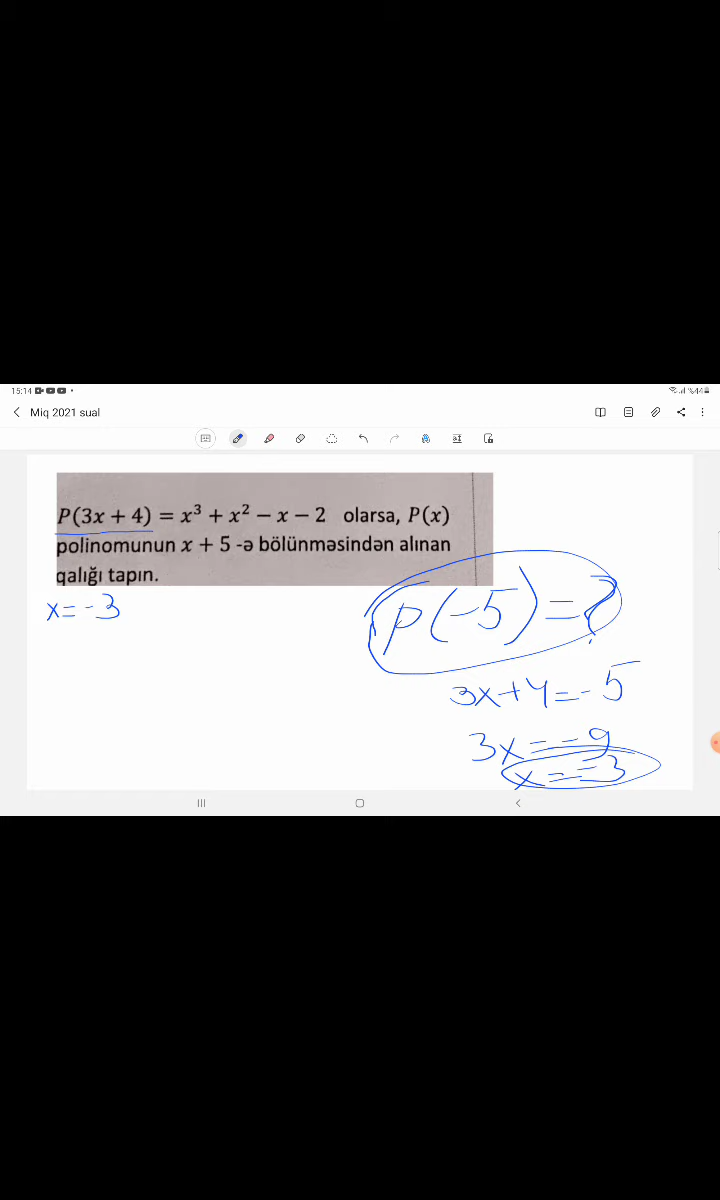 15:14
%44
Miq 2021 sual
P(3x + 4) = x³ + x² − x − 2 olarsa, P(x)
polinomunun x + 5 -ə bölünməsindən alınan
qalığı tapın.
x = -3
P(-5) = ?
3x+4=-5
3x = -9
x = -3